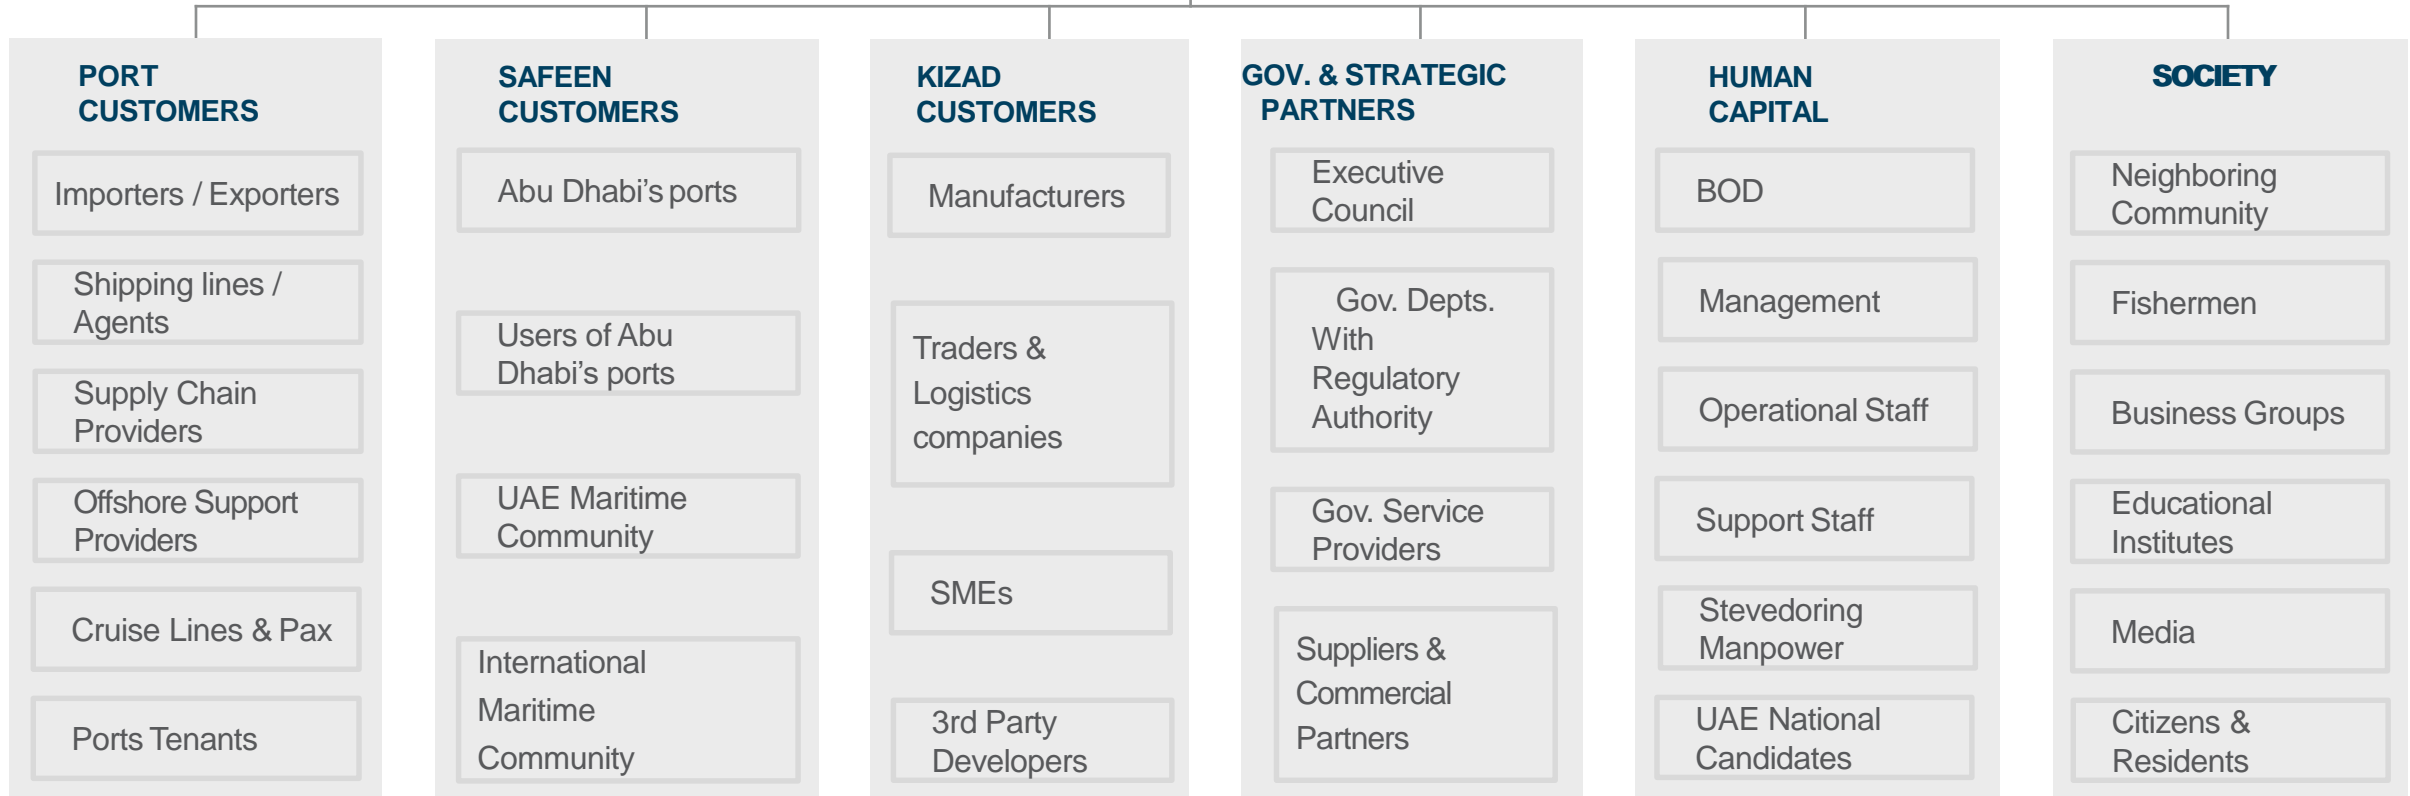 PORT
CUSTOMERS
Importers / Exporters
Shipping lines /
Agents
Supply Chain
Providers
Offshore Support
Providers
Cruise Lines & Pax
Ports Tenants
SAFEEN
CUSTOMERS
Abu Dhabi's ports
Users of Abu
Dhabi's ports
UAE Maritime
Community
International
Maritime
Community
KIZAD
CUSTOMERS
Manufacturers
Traders &
Logistics
companies
SMEs
3rd Party
Developers
GOV. & STRATEGIC
PARTNERS
Executive
Council
Gov. Depts.
With
Regulatory
Authority
Gov. Service
Providers
Suppliers &
Commercial
Partners
HUMAN
CAPITAL
BOD
Management
Operational Staff
Support Staff
Stevedoring
Manpower
UAE National
Candidates
SOCIETY
Neighboring
Community
Fishermen
Business Groups
Educational
Institutes
Media
Citizens &
Residents